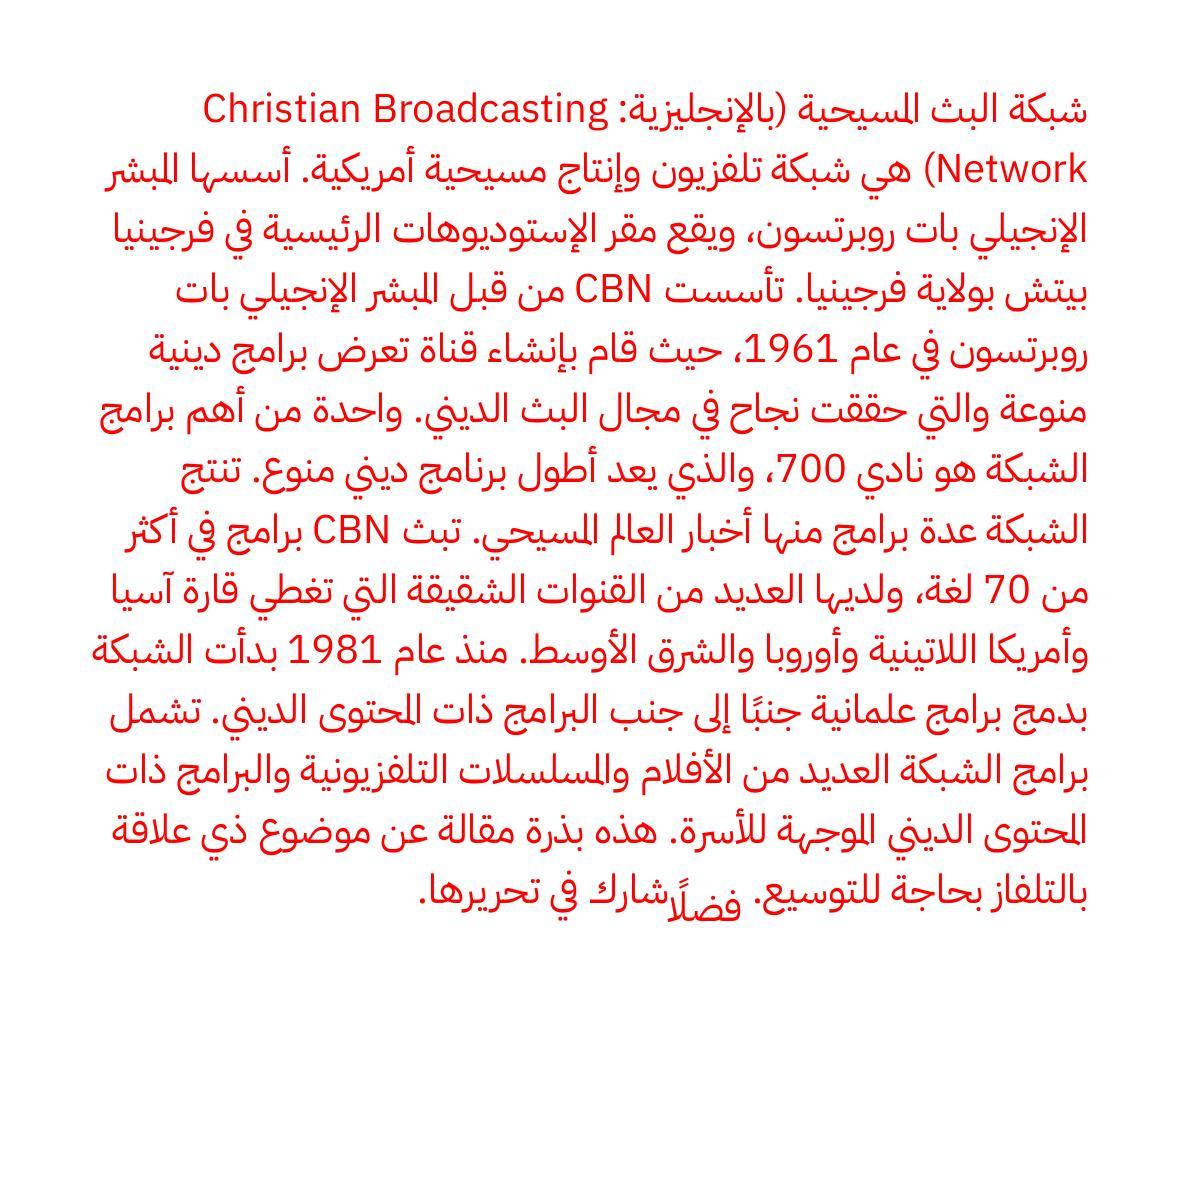 شبكة البث المسيحية (بالإنجليزية: Christian Broadcasting
Network) هي شبكة تلفزيون وإنتاج مسيحية أمريكية. أسسها المبشر
الإنجيلي بات روبرتسون، ويقع مقر الإستوديوهات الرئيسية في فرجينيا
بيتش بولاية فرجينيا. تأسست CBN من قبل المبشر الإنجيلي بات
روبرتسون في عام 1961، حيث قام بإنشاء قناة تعرض برامج دينية
منوعة والتي حققت نجاح في مجال البث الديني. واحدة من أهم برامج
الشبكة هو نادي 700، والذي يعد أطول برنامج ديني منوع. تنتج
الشبكة عدة برامج منها أخبار العالم المسيحي. تبث CBN برامج في أكثر
من 70 لغة، ولديها العديد من القنوات الشقيقة التي تغطي قارة آسيا
وأمريكا اللاتينية وأوروبا والشرق الأوسط. منذ عام 1981 بدأت الشبكة
بدمج برامج علمانية جنبًا إلى جنب البرامج ذات المحتوى الديني. تشمل
برامج الشبكة العديد من الأفلام والمسلسلات التلفزيونية والبرامج ذات
المحتوى الديني الموجهة للأسرة. هذه بذرة مقالة عن موضوع ذي علاقة
بالتلفاز بحاجة للتوسيع. فضلًا شارك في تحريرها.